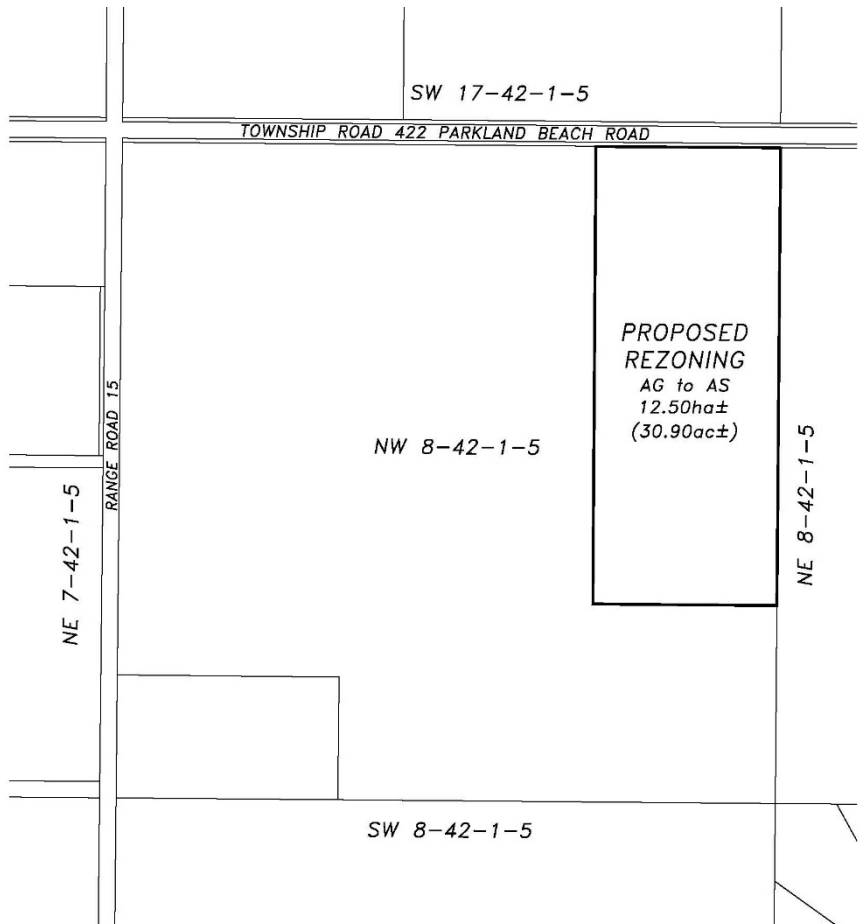 SW 17-42-1-5
TOWNSHIP ROAD 422 PARKLAND BEACH ROAD
PROPOSED
REZONING
AG to AS
12.50ha±
(30.90ac±)
RANGE ROAD 15
NW 8-42-1-5
NE 8-42-1-5
NE 7-42-1-5
SW 8-42-1-5